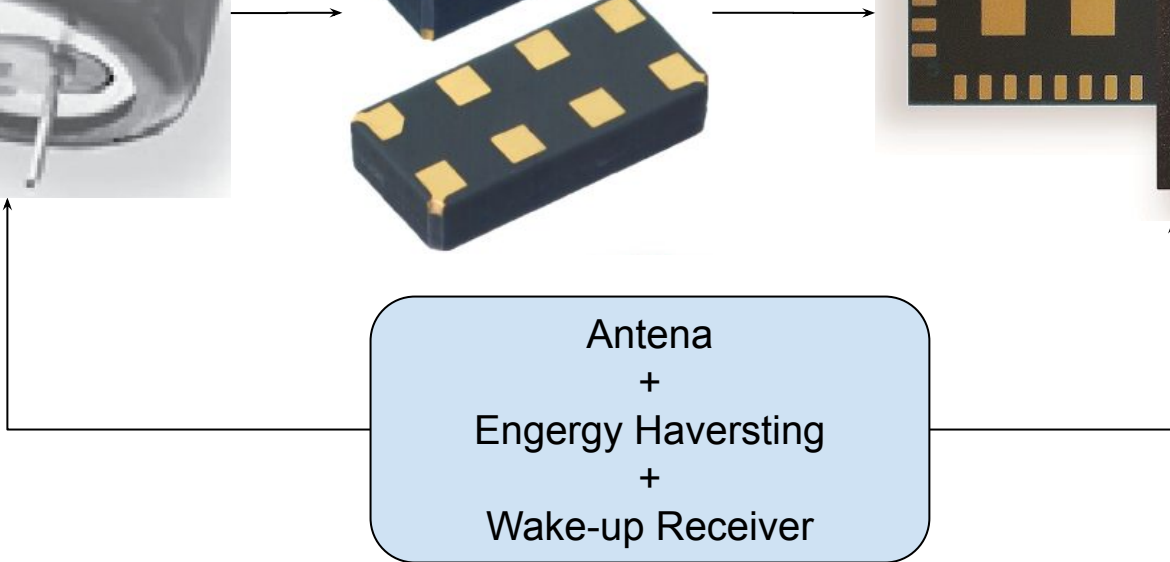 Antena
+
Engergy Haversting
+
Wake-up Receiver